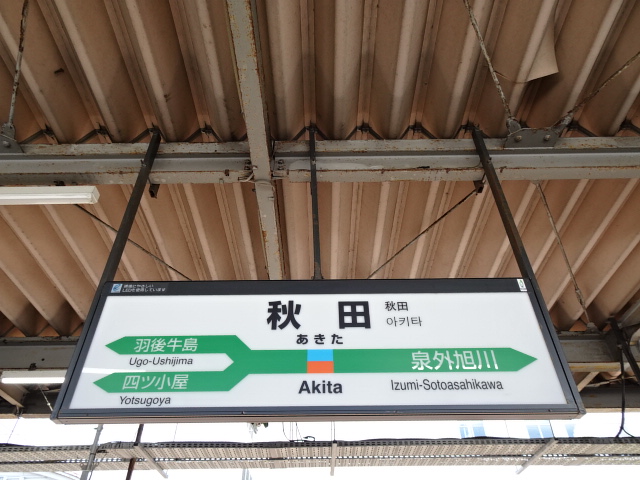 秋田
秋田
아키타
あきた
羽後牛島
Ugo-Ushijima
四ツ小屋
Yotsugoya
Akita
泉外旭川
Izumi-Sotoasahikawa